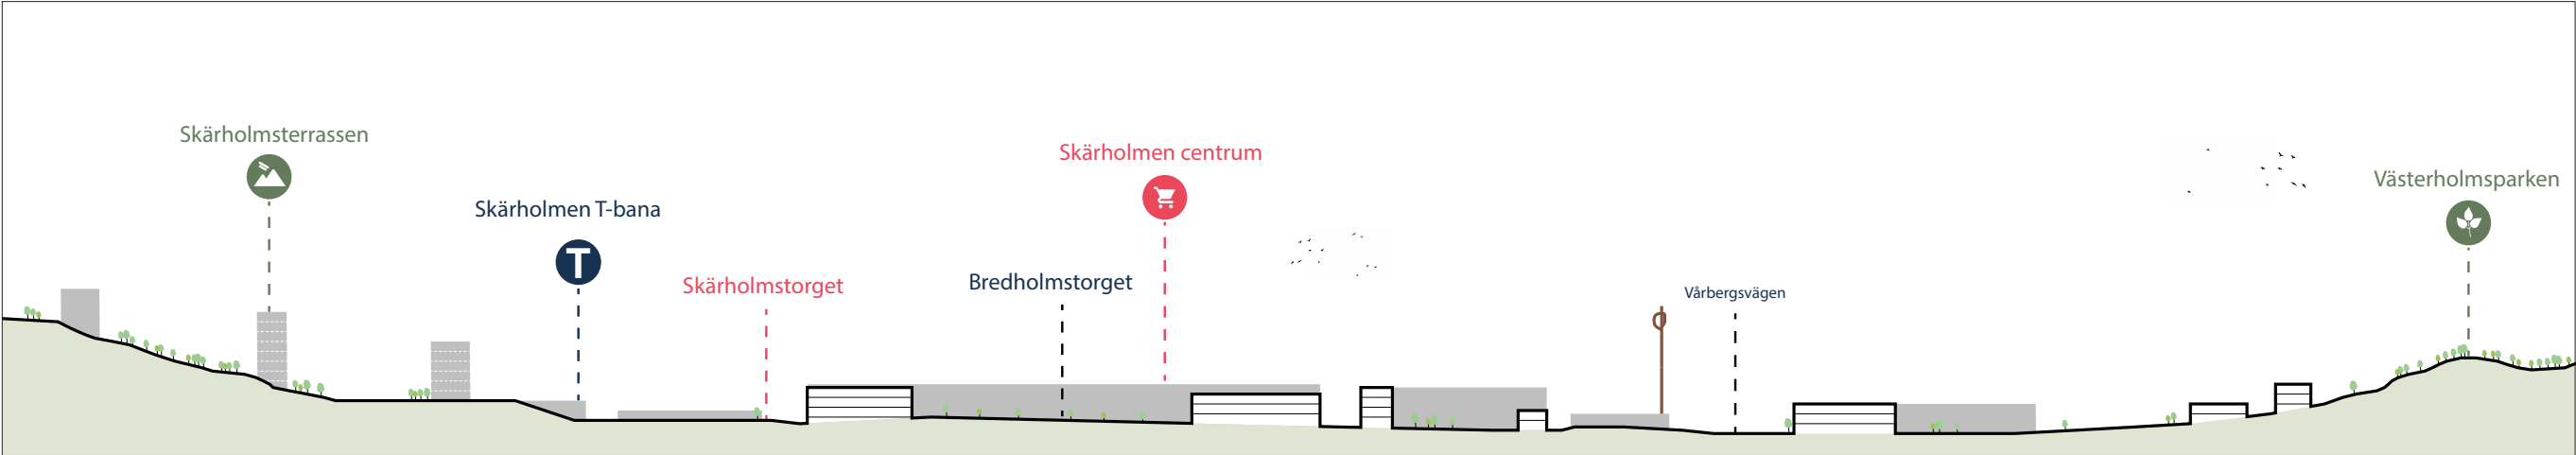 Skärholmsterrassen
Skärholmen T-bana
T
Skärholmstorget
Bredholmstorget
Skärholmen centrum
Vårbergsvägen
Västerholmsparken